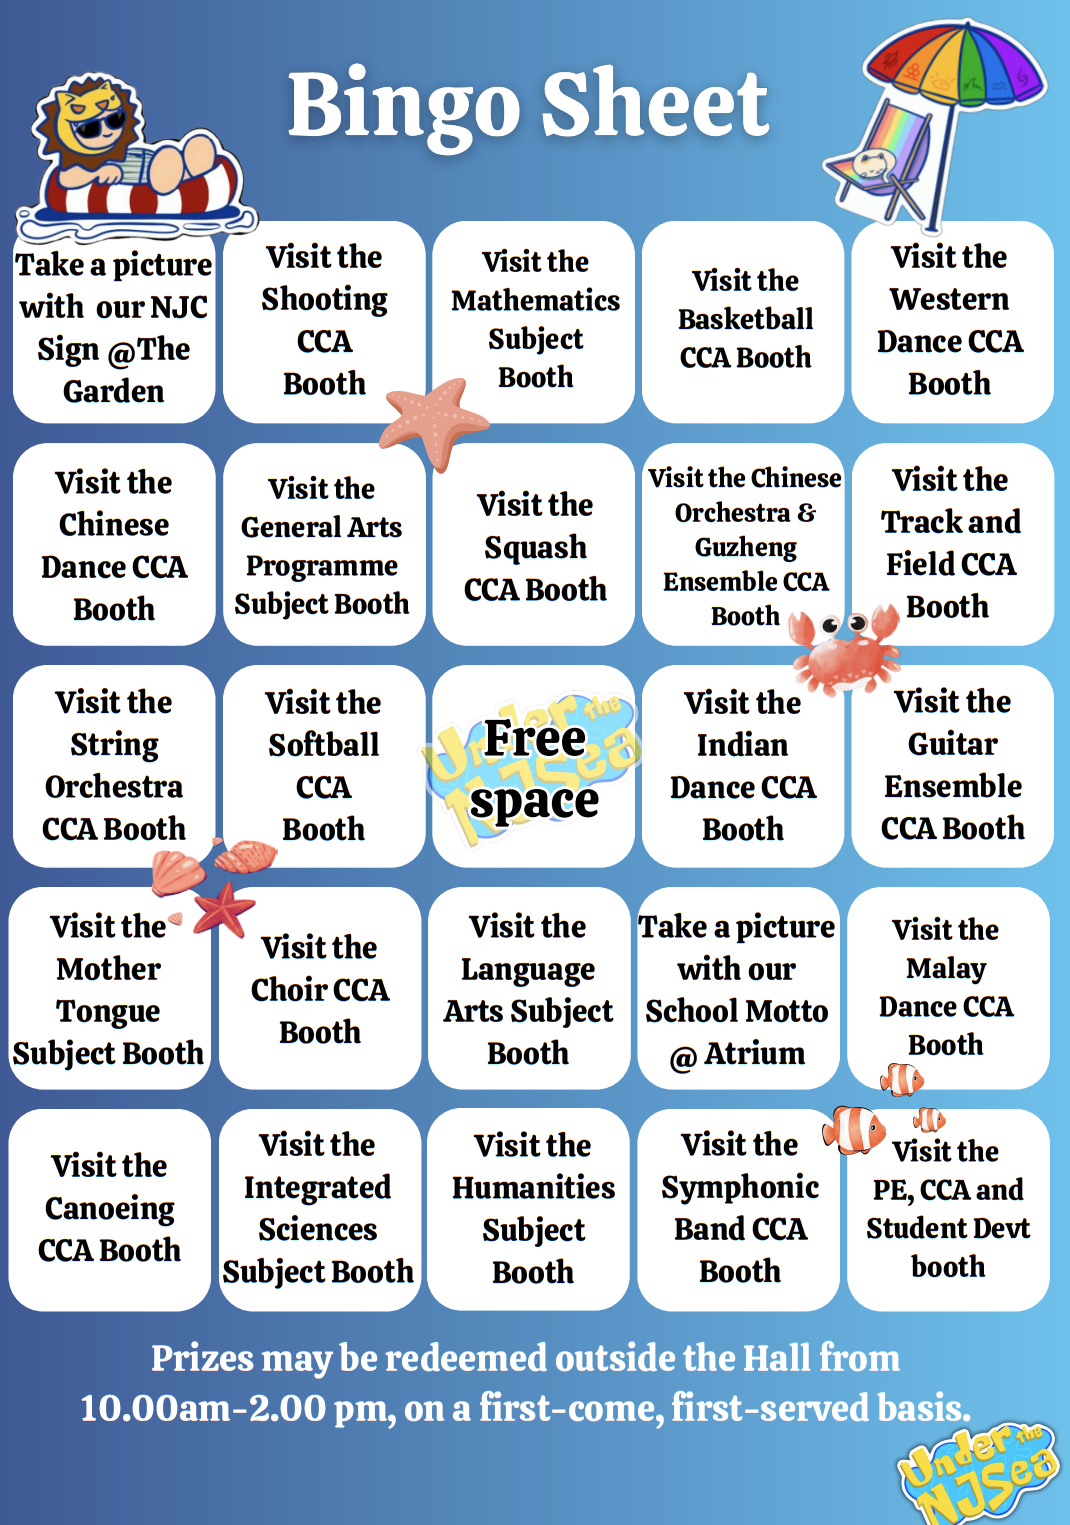 Bingo Sheet
Take a picture
with our NJC
Sign @The
Garden
Visit the
Shooting
CCA
Booth
Visit the
Mathematics
Subject
Booth
Visit the
Basketball
CCA Booth
Visit the
Western
Dance CCA
Booth
Visit the
Chinese
Dance CCA
Booth
Visit the
General Arts
Programme
Subject Booth
Visit the
Squash
CCA Booth
Visit the Chinese
Orchestra &
Guzheng
Ensemble CCA
Booth
Visit the
Track and
Field CCA
Booth
Visit the
String
Orchestra
CCA Booth
Visit the
Softball
CCA
Booth
Under the
NJSea
Free
space
Visit the
Indian
Dance CCA
Booth
Visit the
Guitar
Ensemble
CCA Booth
Visit the
Mother
Tongue
Subject Booth
Visit the
Choir CCA
Booth
Visit the
Language
Arts Subject
Booth
Take a picture
with our
School Motto
@ Atrium
Visit the
Malay
Dance CCA
Booth
Visit the
Canoeing
CCA Booth
Visit the
Integrated
Sciences
Subject Booth
Visit the
Humanities
Subject
Booth
Visit the
Symphonic
Band CCA
Booth
Visit the
PE, CCA and
Student Devt
booth
Prizes may be redeemed outside the Hall from
10.00am-2.00 pm, on a first-come, first-served basis.
Under the
NJSea